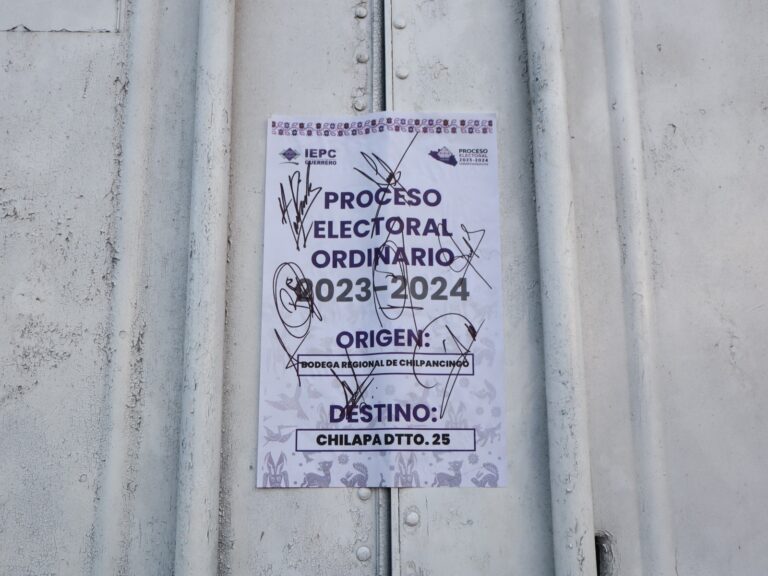 IEPC
GUERRERO
PROCESO
ELECTORAL
2023-2024
PROCESO
ELECTORAL
ORDINARIO
2023-2024
ORIGEN:
BODEGA REGIONAL DE CHILPANCINGO
DESTINO:
CHILAPA DTTO. 25